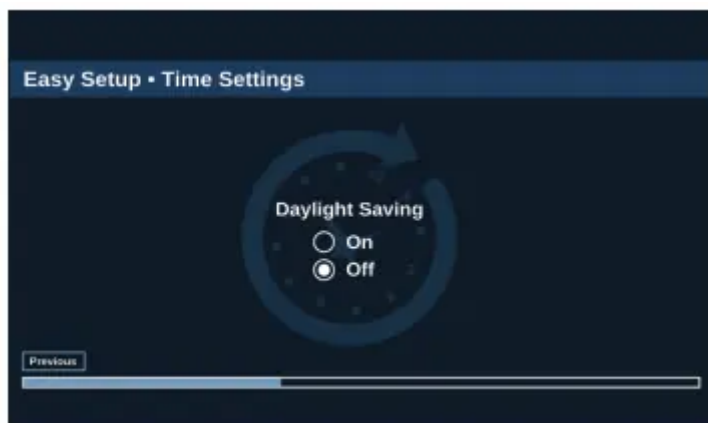 Easy Setup • Time Settings
Daylight Saving
On
Off
Previous